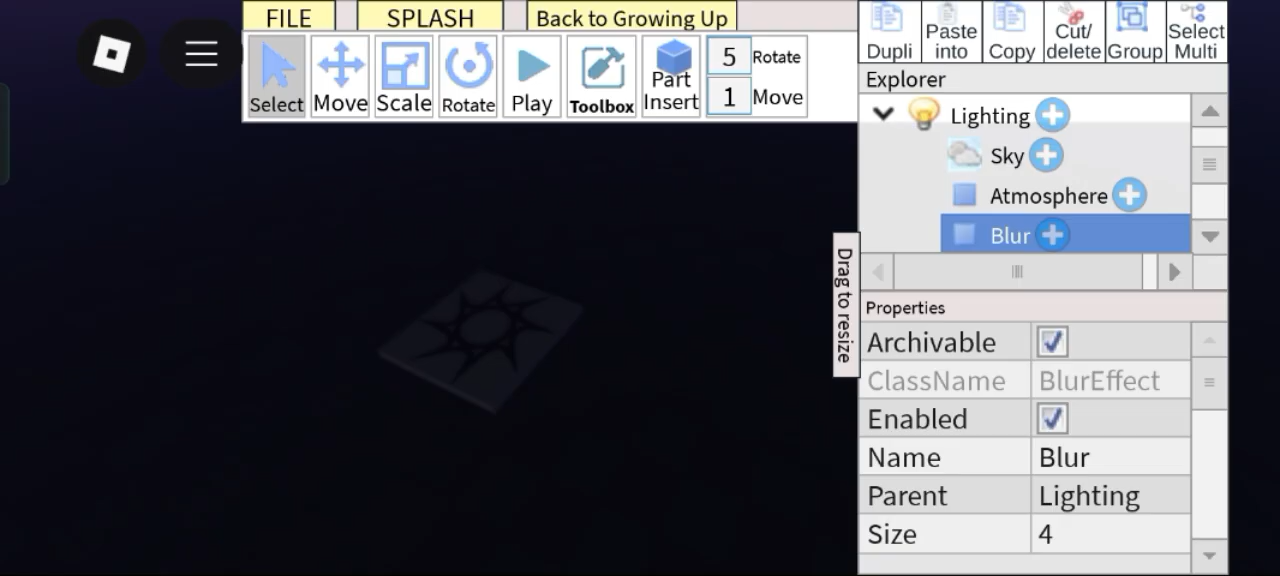 FILE
SPLASH
Back to Growing Up
Select
Move
Scale
Rotate
Play
Toolbox
Part
Insert
5
Rotate
1
Move
Dupli
Paste
into
Copy
Cut/
delete
Group
Select
Multi
Explorer
Lighting
Sky
Atmosphere
Blur
Drag to resize
Properties
Archivable
ClassName BlurEffect
Enabled
Name Blur
Parent Lighting
Size 4